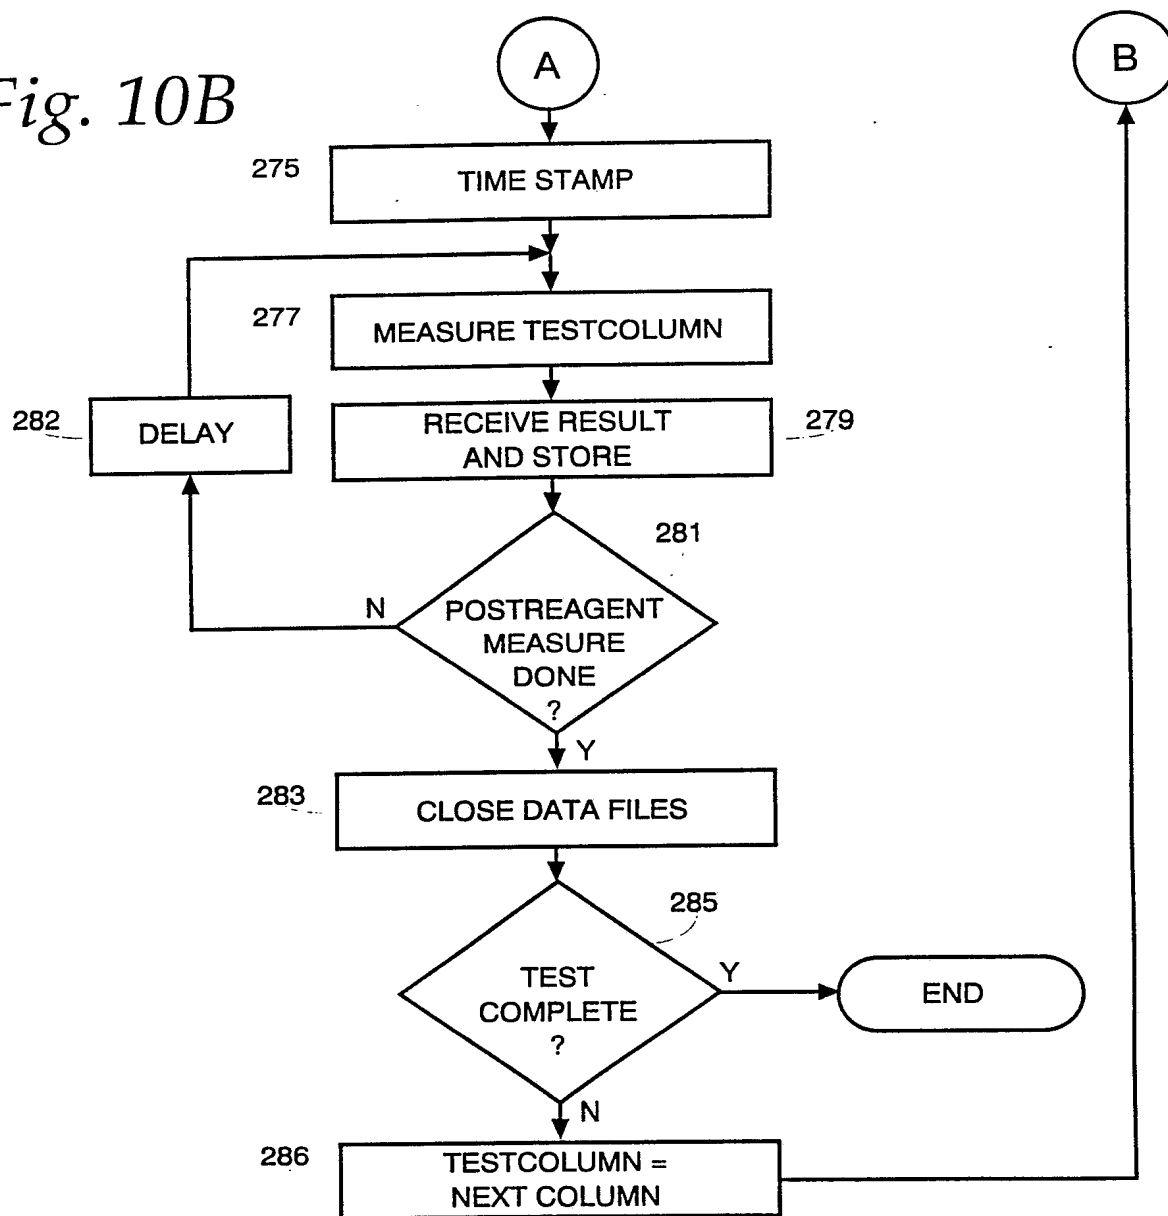 Fig. 10B
A
B
275
TIME STAMP
277
MEASURE TESTCOLUMN
282
DELAY
RECEIVE RESULT
AND STORE
279
281
N
POSTREAGENT
MEASURE
DONE
?
Y
283
CLOSE DATA FILES
285
TEST
COMPLETE
?
Y
END
N
286
TESTCOLUMN =
NEXT COLUMN